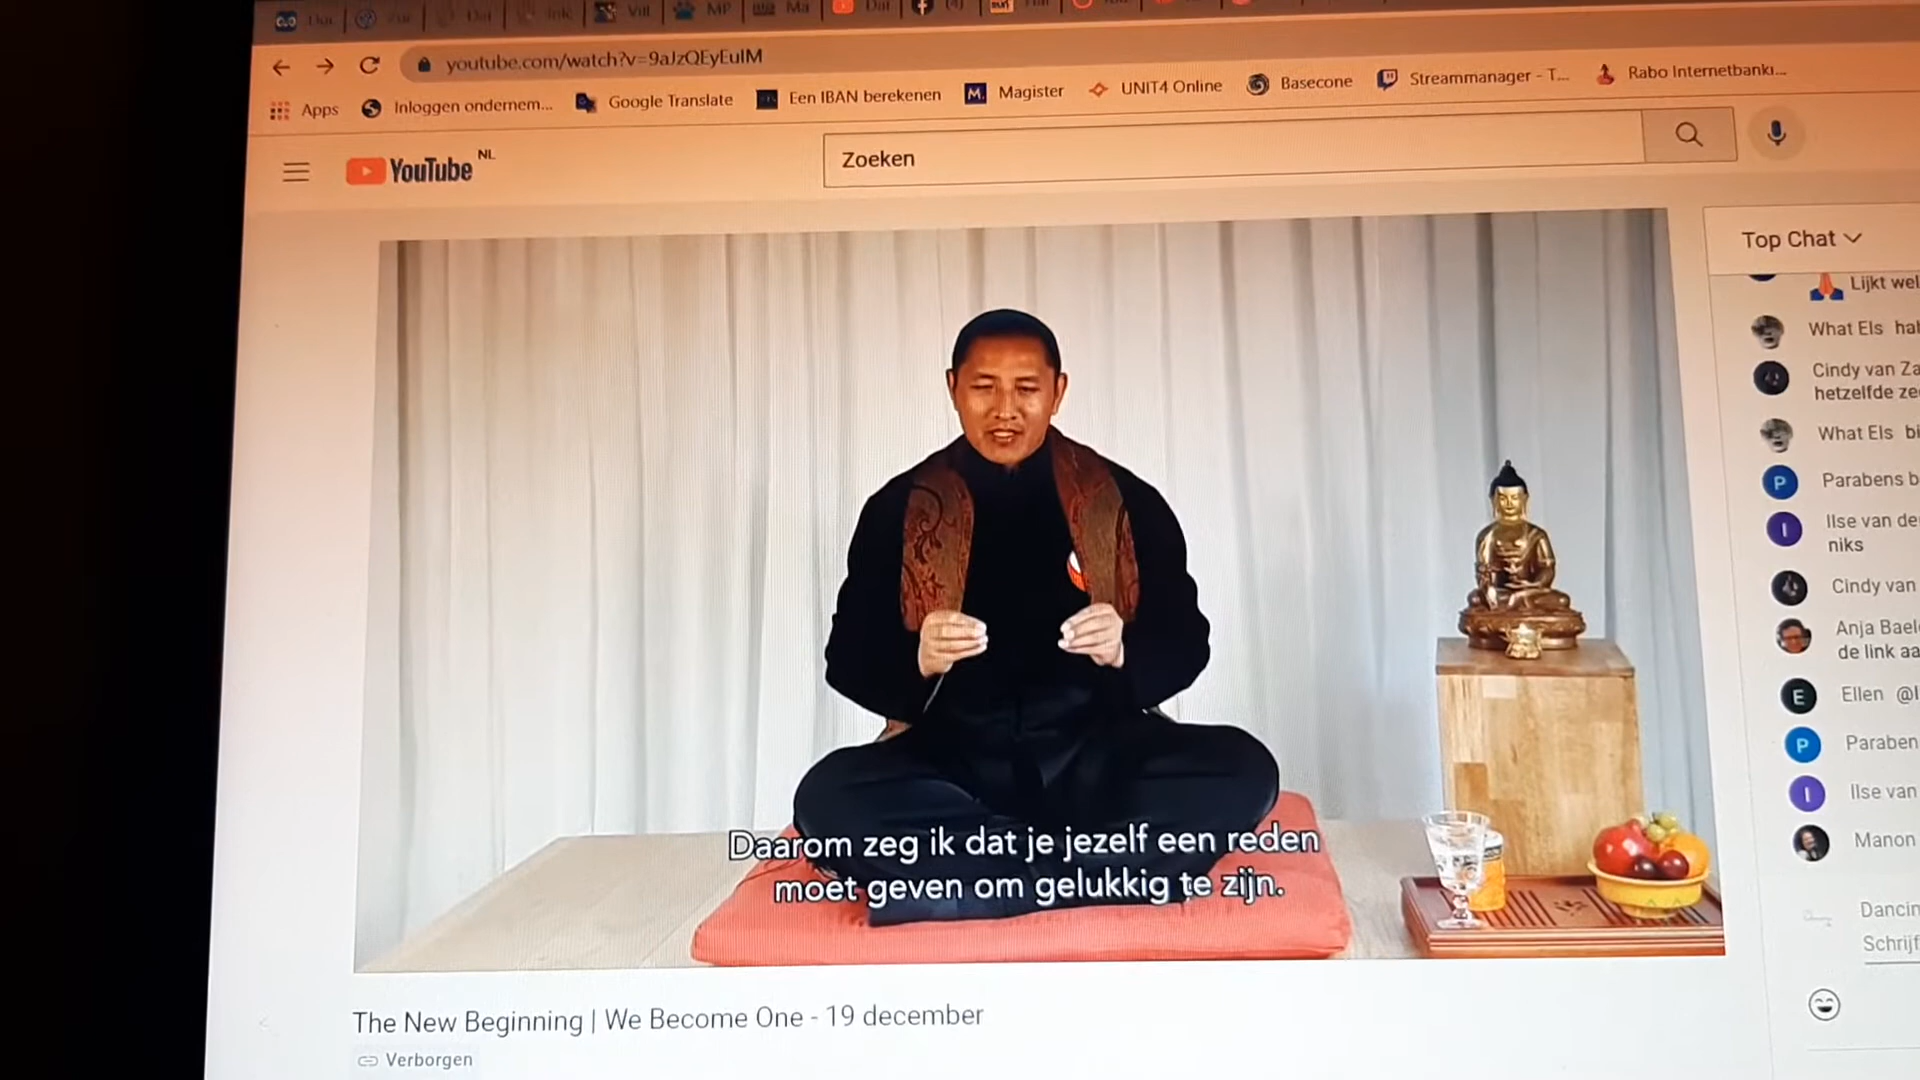 youtube.com/watch?v=9aJzQEyEuIM
Apps Inloggen ondernem... Google Translate Een IBAN berekenen M. Magister UNIT4 Online Basecone Streammanager - T... Rabo Internetbanki...
YouTube NL
Zoeken
Top Chat
Lijkt wel
What Els hal
Cindy van Za
hetzelfde ze
What Els bi
P Parabens b
I Ilse van de
niks
Cindy van
Anja Bael
de link aa
E Ellen @I
P Paraben
I Ilse van
Manon
Daarom zeg ik dat je jezelf een reden
moet geven om gelukkig te zijn.
Dancin
Schrijf
The New Beginning | We Become One - 19 december
Verborgen